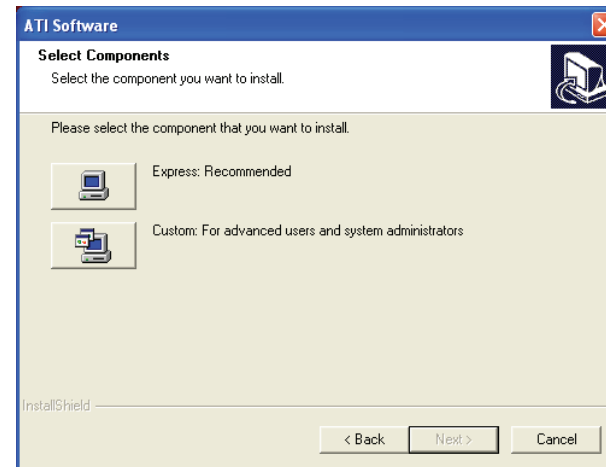 ATI Software
Select Components
Select the component you want to install.
Please select the component that you want to install.
Express: Recommended
Custom: For advanced users and system administrators
InstallShield
< Back
Next >
Cancel